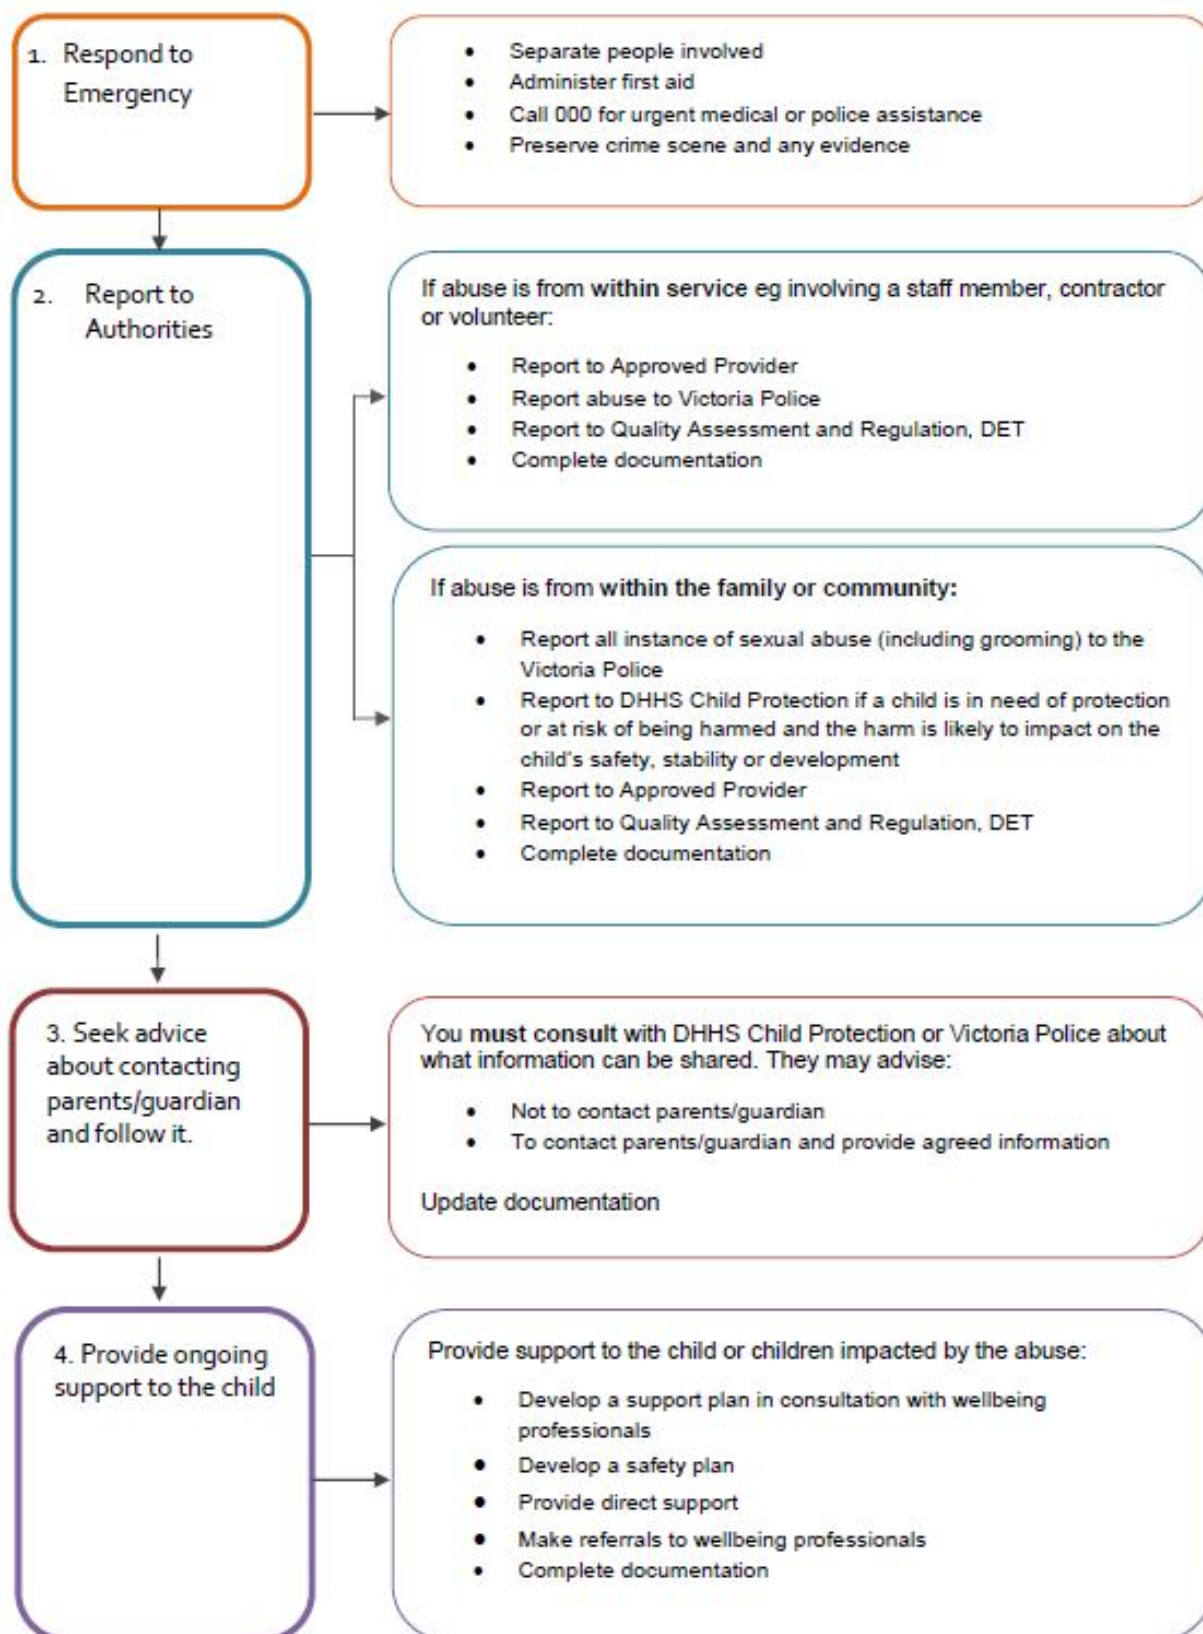 1. Respond to
Emergency
• Separate people involved
• Administer first aid
• Call 000 for urgent medical or police assistance
• Preserve crime scene and any evidence
2. Report to
Authorities
If abuse is from within service eg involving a staff member, contractor
or volunteer:
• Report to Approved Provider
• Report abuse to Victoria Police
• Report to Quality Assessment and Regulation, DET
• Complete documentation
If abuse is from within the family or community:
• Report all instance of sexual abuse (including grooming) to the
Victoria Police
• Report to DHHS Child Protection if a child is in need of protection
or at risk of being harmed and the harm is likely to impact on the
child's safety, stability or development
• Report to Approved Provider
• Report to Quality Assessment and Regulation, DET
• Complete documentation
3. Seek advice
about contacting
parents/guardian
and follow it.
You must consult with DHHS Child Protection or Victoria Police about
what information can be shared. They may advise:
• Not to contact parents/guardian
• To contact parents/guardian and provide agreed information
Update documentation
4. Provide ongoing
support to the child
Provide support to the child or children impacted by the abuse:
• Develop a support plan in consultation with wellbeing
professionals
• Develop a safety plan
• Provide direct support
• Make referrals to wellbeing professionals
• Complete documentation